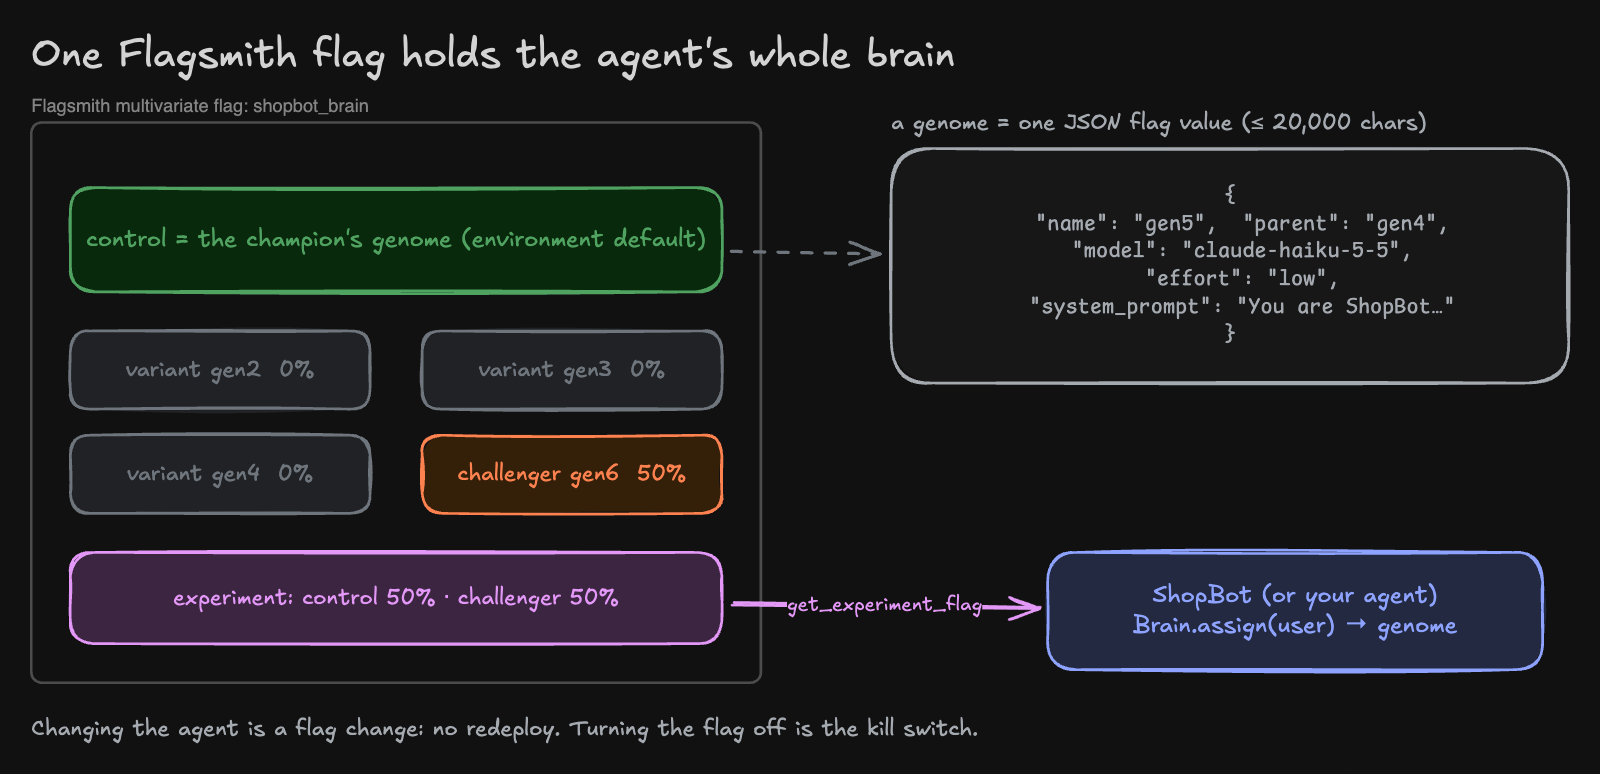 One Flagsmith flag holds the agent's whole brain
Flagsmith multivariate flag: shopbot_brain
control = the champion's genome (environment default)
variant gen2 0%
variant gen3 0%
variant gen4 0%
challenger gen6 50%
experiment: control 50% · challenger 50%
a genome = one JSON flag value (≤ 20,000 chars)
{
"name": "gen5", "parent": "gen4",
"model": "claude-haiku-5-5",
"effort": "low",
"system_prompt": "You are ShopBot…"
}
get_experiment_flag
ShopBot (or your agent)
Brain.assign(user) → genome
Changing the agent is a flag change: no redeploy. Turning the flag off is the kill switch.